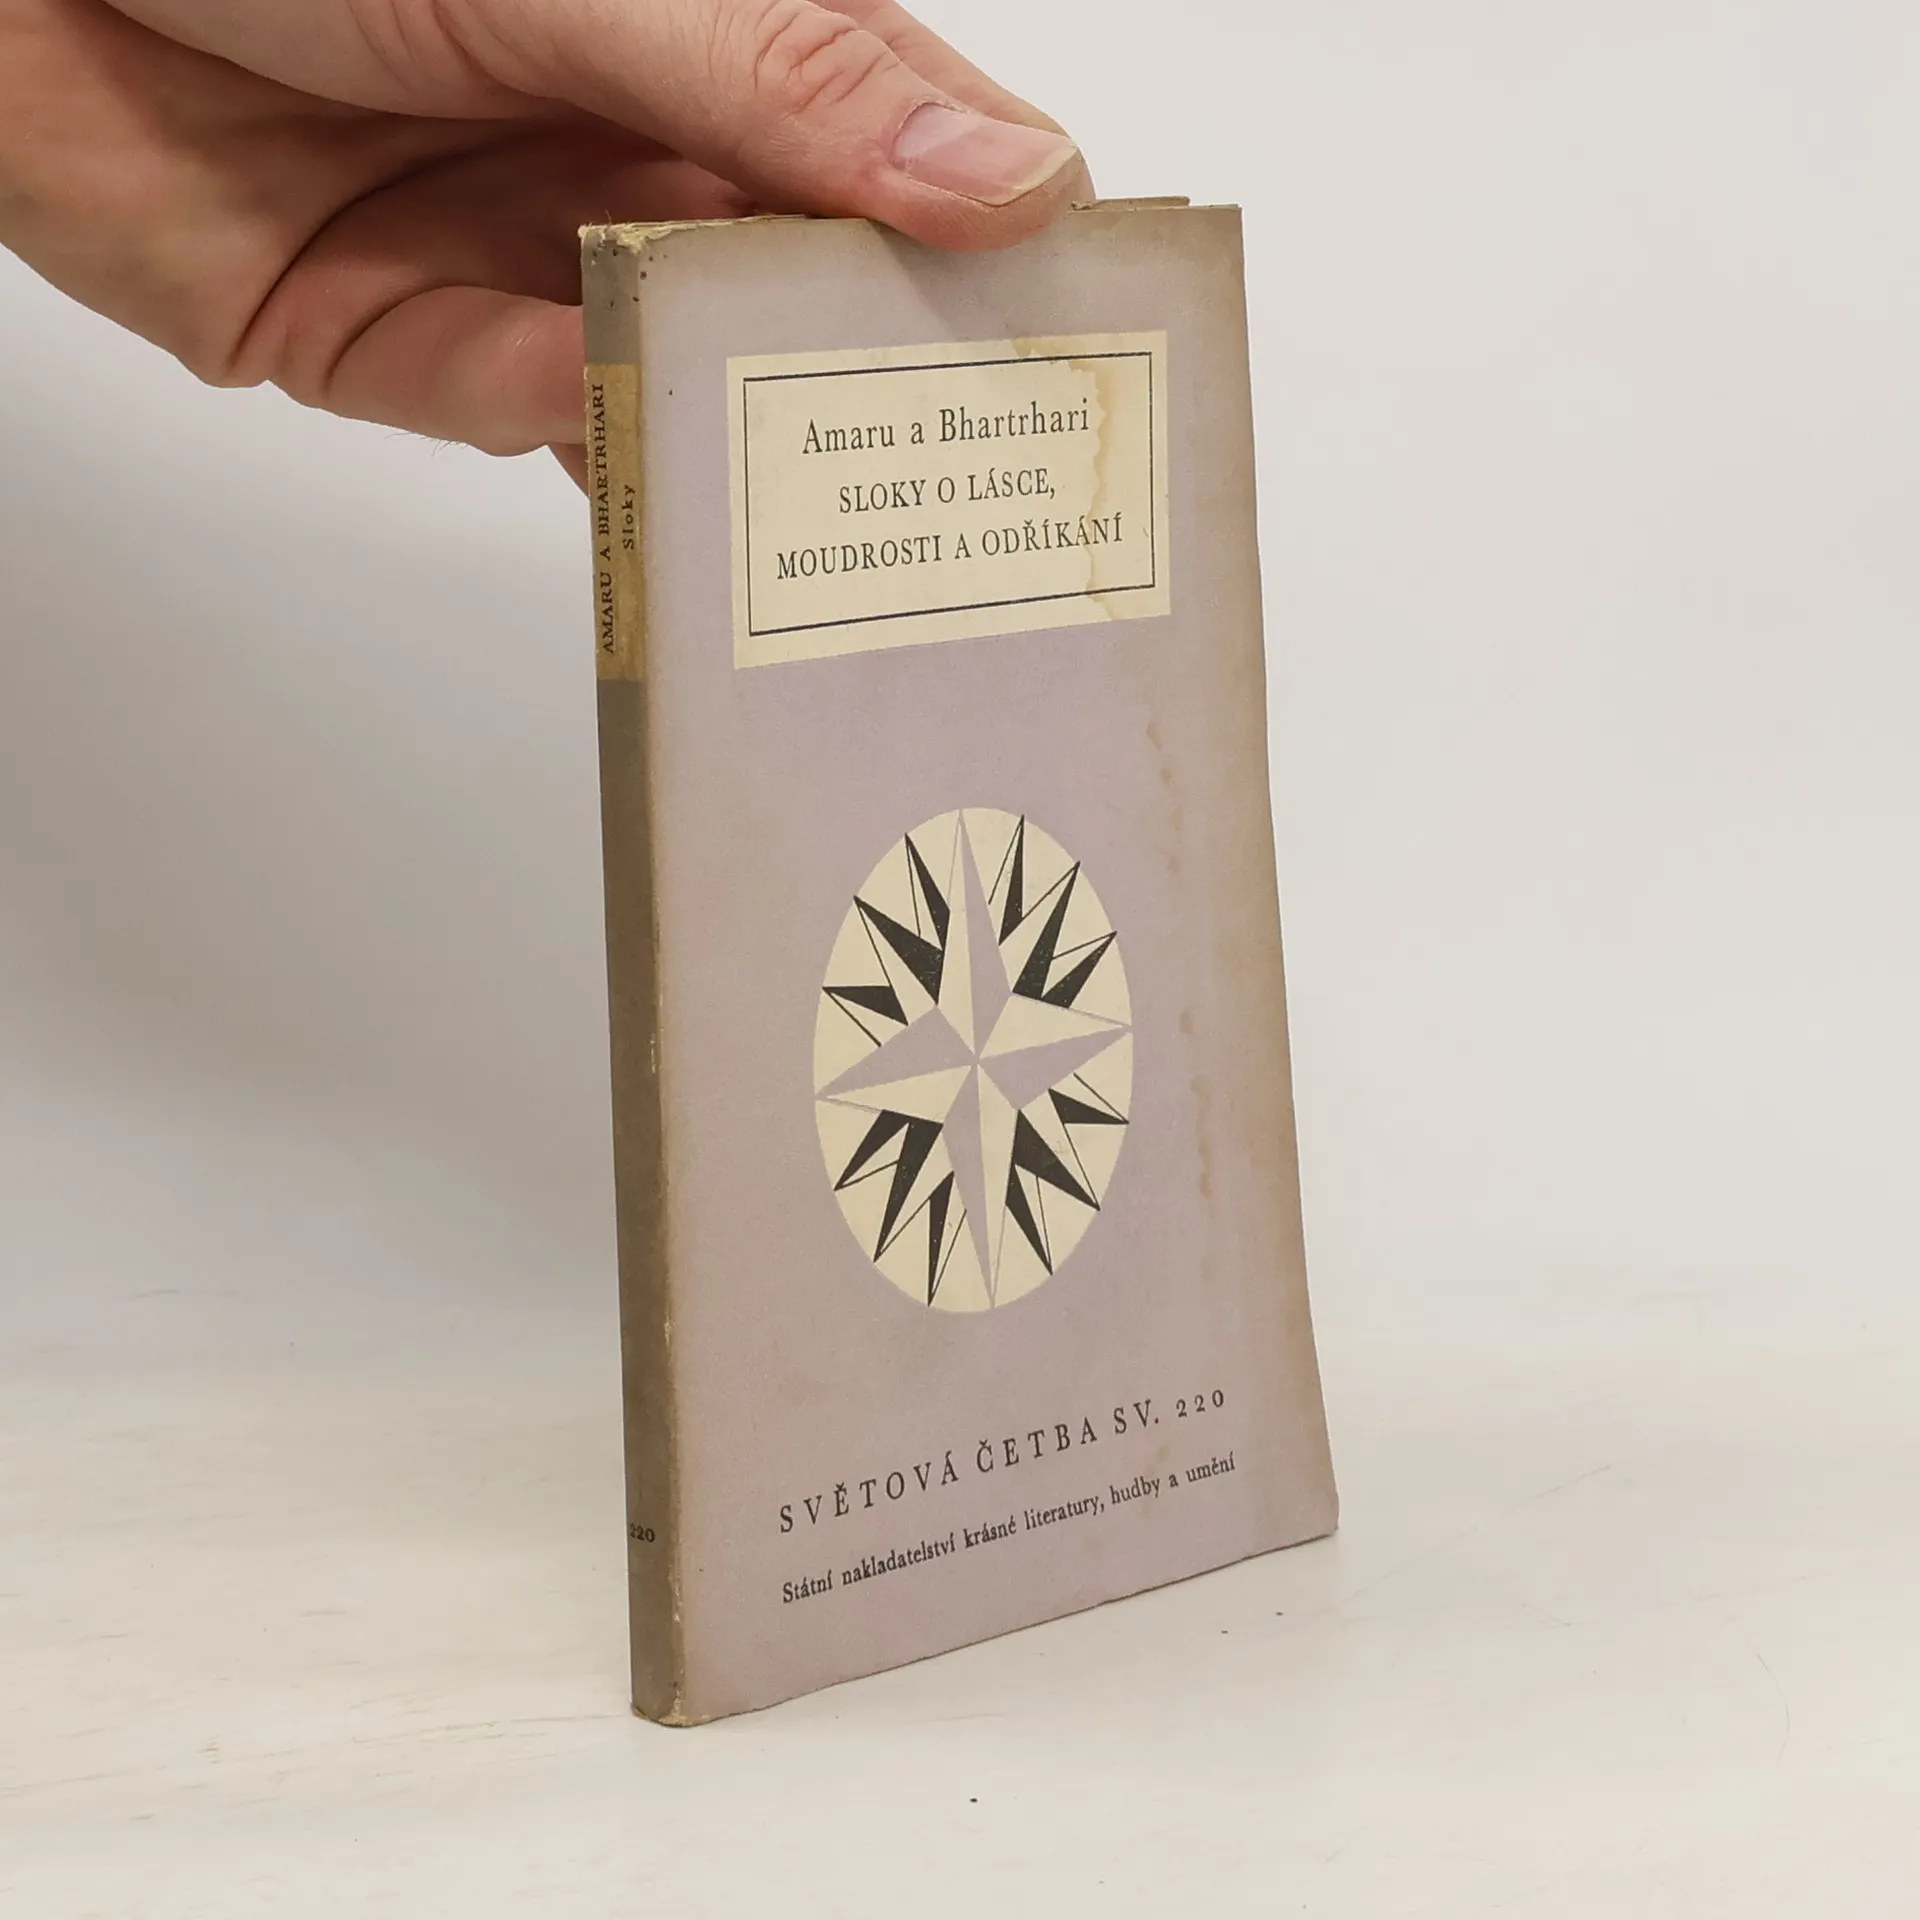 AMARU A BHARTRHARI
Sloky
220
Amaru a Bhartrhari
SLOKY O LÁSCE,
MOUDROSTI A ODŘÍKÁNÍ
SVĚTOVÁ ČETBA SV. 220
Státní nakladatelství krásné literatury, hudby a umění